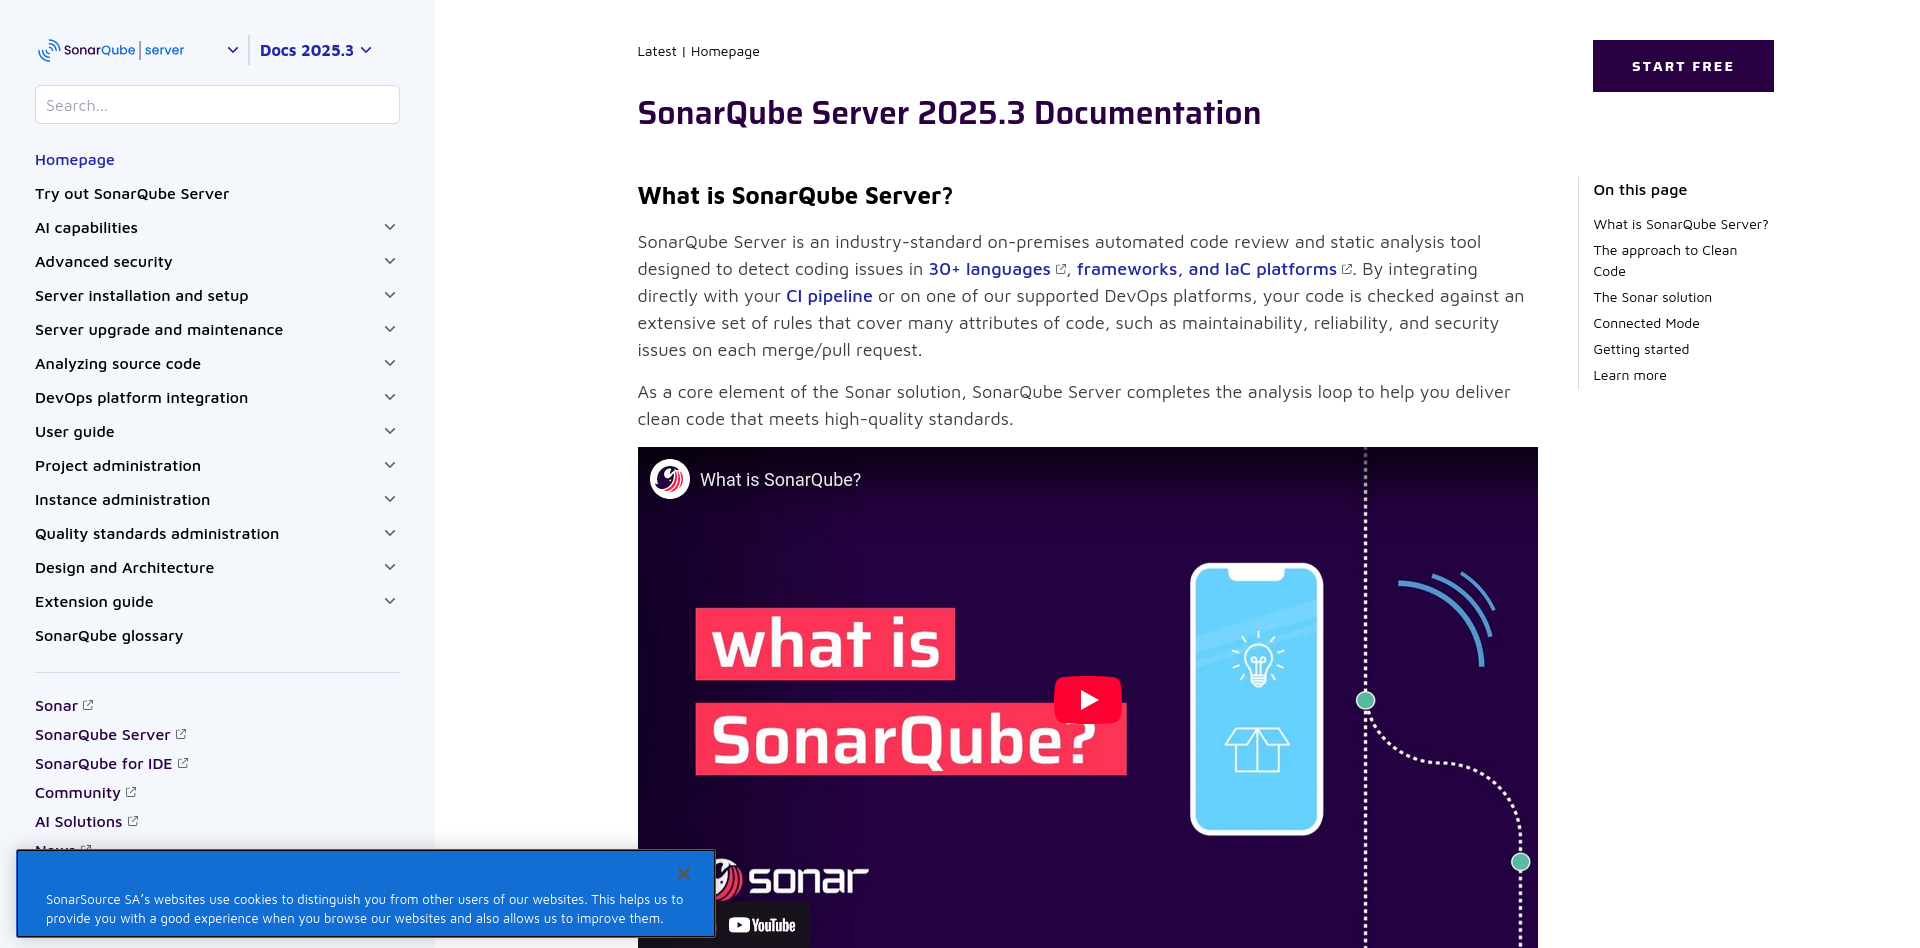 SonarQube | server
Docs 2025.3
Search...
Homepage
Try out SonarQube Server
AI capabilities
Advanced security
Server installation and setup
Server upgrade and maintenance
Analyzing source code
DevOps platform integration
User guide
Project administration
Instance administration
Quality standards administration
Design and Architecture
Extension guide
SonarQube glossary
Sonar
SonarQube Server
SonarQube for IDE
Community
AI Solutions
News
SonarSource SA's websites use cookies to distinguish you from other users of our websites. This helps us to
provide you with a good experience when you browse our websites and also allows us to improve them.
Latest | Homepage
START FREE
SonarQube Server 2025.3 Documentation
What is SonarQube Server?
SonarQube Server is an industry-standard on-premises automated code review and static analysis tool
designed to detect coding issues in 30+ languages, frameworks, and IaC platforms. By integrating
directly with your CI pipeline or on one of our supported DevOps platforms, your code is checked against an
extensive set of rules that cover many attributes of code, such as maintainability, reliability, and security
issues on each merge/pull request.
As a core element of the Sonar solution, SonarQube Server completes the analysis loop to help you deliver
clean code that meets high-quality standards.
What is SonarQube?
what is
SonarQube?
sonar
YouTube
On this page
What is SonarQube Server?
The approach to Clean
Code
The Sonar solution
Connected Mode
Getting started
Learn more